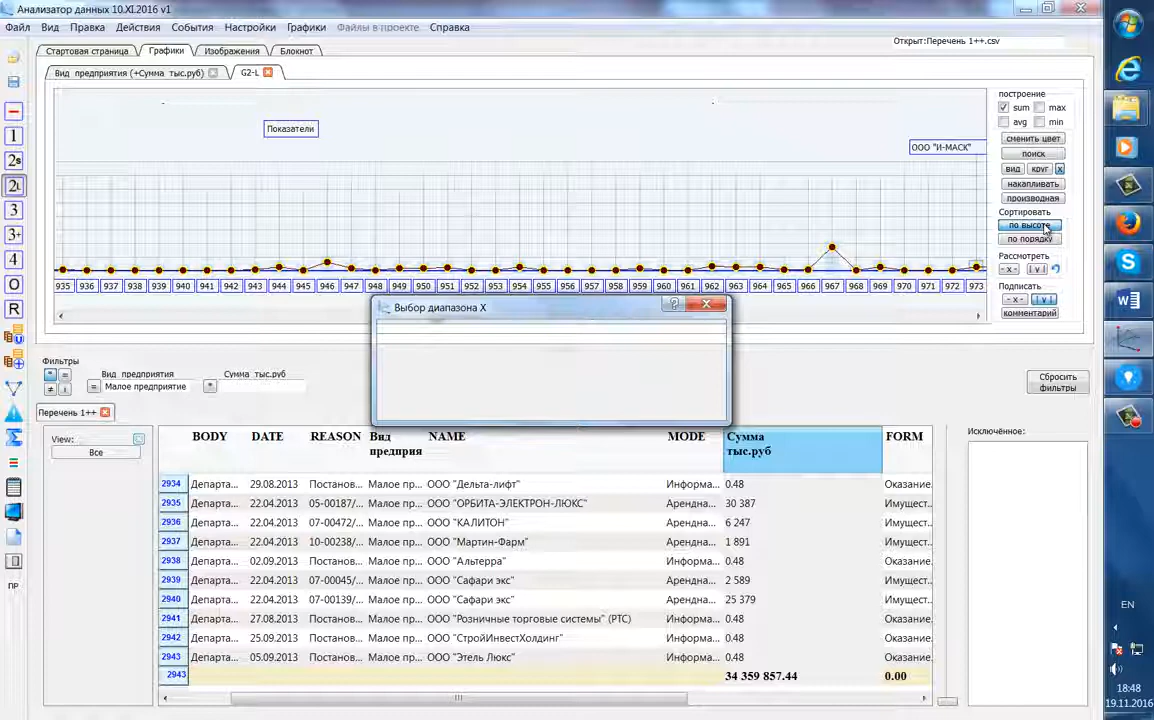 Анализатор данных 10.XI.2016 v1
Файл Вид Правка Действия События Настройки Графики Файлы в проекте Справка
Стартовая страница Графики Изображения Блокнот
Открыт:Перечень 1++.csv
Вид предприятия (+Сумма тыс.руб) G2-L
построение
sum max
avg min
Показатели
ООО "И-МАСК"
сменить цвет
поиск
вид круг x
накапливать
производная
Сортировать
по высоте
по порядку
Рассмотреть
- x - | v |
Подписать
- x - | v |
комментарий
935 936 937 938 939 940 941 942 943 944 945 946 947 948 949 950 951 952 953 954 955 956 957 958 959 960 961 962 963 964 965 966 967 968 969 970 971 972 973
Выбор диапазона X
Фильтры
* =
≠ i
Вид предприятия
= Малое предприятие
Сумма тыс.руб
*
Сбросить
фильтры
Перечень 1++
View:
Все
Исключённое:
BODY DATE REASON Вид предприя NAME MODE Сумма тыс.руб FORM
2934 Департа... 29.08.2013 Постанов... Малое пр... ООО "Дельта-лифт" Информа... 0.48 Оказание.
2935 Департа... 22.04.2013 05-00187/... Малое пр... ООО "ОРБИТА-ЭЛЕКТРОН-ЛЮКС" Арендна... 30 387 Имущест..
2936 Департа... 22.04.2013 07-00472/... Малое пр... ООО "КАЛИТОН" Арендна... 6 247 Имущест..
2937 Департа... 22.04.2013 10-00238/... Малое пр... ООО "Мартин-Фарм" Арендна... 1 891 Имущест..
2938 Департа... 02.09.2013 Постанов... Малое пр... ООО "Альтерра" Информа... 0.48 Оказание.
2939 Департа... 22.04.2013 07-00045/... Малое пр... ООО "Сафари экс" Арендна... 2 589 Имущест..
2940 Департа... 22.04.2013 07-00139/... Малое пр... ООО "Сафари экс" Арендна... 25 379 Имущест..
2941 Департа... 27.08.2013 Постанов... Малое пр... ООО "Розничные торговые системы" (РТС) Информа... 0.48 Оказание.
2942 Департа... 25.09.2013 Постанов... Малое пр... ООО "СтройИнвестХолдинг" Информа... 0.48 Оказание.
2943 Департа... 05.09.2013 Постанов... Малое пр... ООО "Этель Люкс" Информа... 0.48 Оказание.
2943 34 359 857.44 0.00
1
2s
2L
3
3+
4
O
R
ПР
EN
18:48
19.11.2016